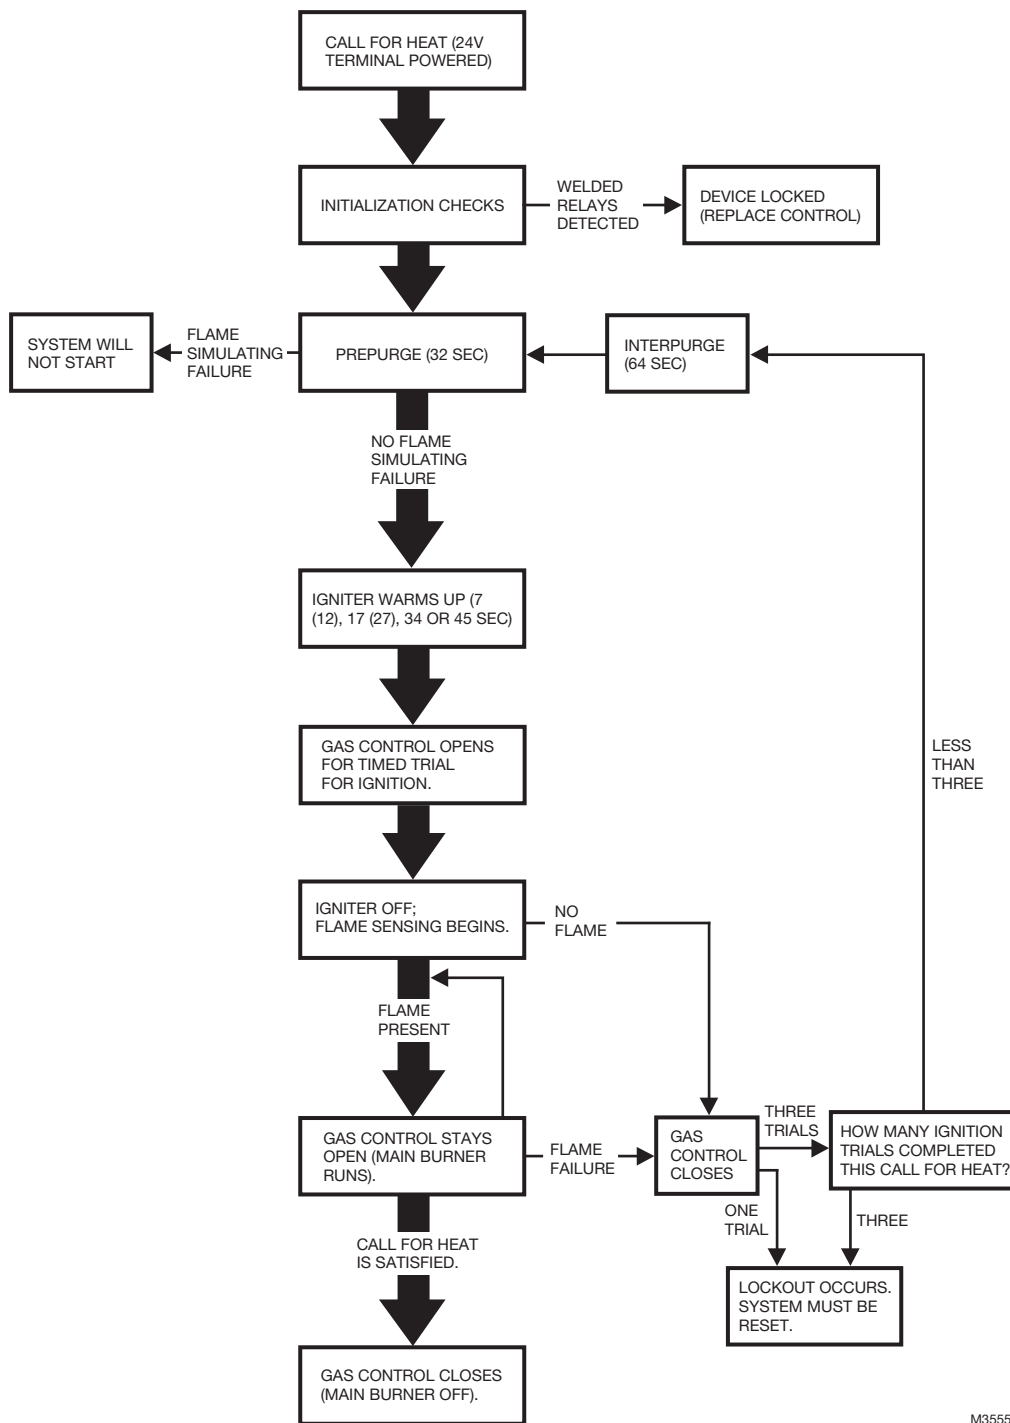 CALL FOR HEAT (24V
TERMINAL POWERED)
INITIALIZATION CHECKS
WELDED
RELAYS
DETECTED
DEVICE LOCKED
(REPLACE CONTROL)
SYSTEM WILL
NOT START
FLAME
SIMULATING
FAILURE
PREPURGE (32 SEC)
INTERPURGE
(64 SEC)
NO FLAME
SIMULATING
FAILURE
IGNITER WARMS UP (7
(12), 17 (27), 34 OR 45 SEC)
GAS CONTROL OPENS
FOR TIMED TRIAL
FOR IGNITION.
LESS
THAN
THREE
IGNITER OFF;
FLAME SENSING BEGINS.
NO
FLAME
FLAME
PRESENT
GAS CONTROL STAYS
OPEN (MAIN BURNER
RUNS).
FLAME
FAILURE
GAS
CONTROL
CLOSES
THREE
TRIALS
HOW MANY IGNITION
TRIALS COMPLETED
THIS CALL FOR HEAT?
ONE
TRIAL
THREE
CALL FOR HEAT
IS SATISFIED.
LOCKOUT OCCURS.
SYSTEM MUST BE
RESET.
GAS CONTROL CLOSES
(MAIN BURNER OFF).
M3555